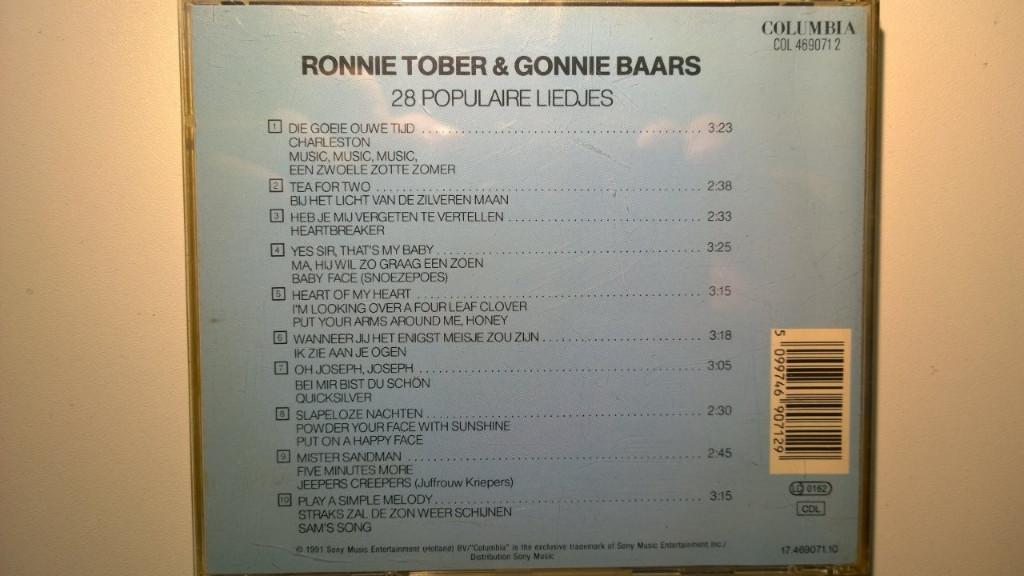 COLUMBIA
COL 469071 2
RONNIE TOBER & GONNIE BAARS
28 POPULAIRE LIEDJES
1 DIE GOEIE OUWE TIJD 3:23
CHARLESTON
MUSIC, MUSIC, MUSIC,
EEN ZWOELE ZOTTE ZOMER
2 TEA FOR TWO 2:38
BIJ HET LICHT VAN DE ZILVEREN MAAN
3 HEB JE MIJ VERGETEN TE VERTELLEN 2:33
HEARTBREAKER
4 YES SIR, THAT'S MY BABY 3:25
MA, HIJ WIL ZO GRAAG EEN ZOEN
BABY FACE (SNOEZEPOES)
5 HEART OF MY HEART 3:15
I'M LOOKING OVER A FOUR LEAF CLOVER
PUT YOUR ARMS AROUND ME, HONEY
6 WANNEER JIJ HET ENIGST MEISJE ZOU ZIJN 3:18
IK ZIE AAN JE OGEN
7 OH JOSEPH, JOSEPH 3:05
BEI MIR BIST DU SCHÖN
QUICKSILVER
8 SLAPELOZE NACHTEN 2:30
POWDER YOUR FACE WITH SUNSHINE
PUT ON A HAPPY FACE
9 MISTER SANDMAN 2:45
FIVE MINUTES MORE
JEEPERS CREEPERS (Juffrouw Kriepers)
10 PLAY A SIMPLE MELODY 3:15
STRAKS ZAL DE ZON WEER SCHIJNEN
SAM'S SONG
5 099746 907129
LC 0162
CDL
© 1991 Sony Music Entertainment (Holland) BV/"Columbia" is the exclusive trademark of Sony Music Entertainment Inc./
Distribution Sony Music
17.469071.10